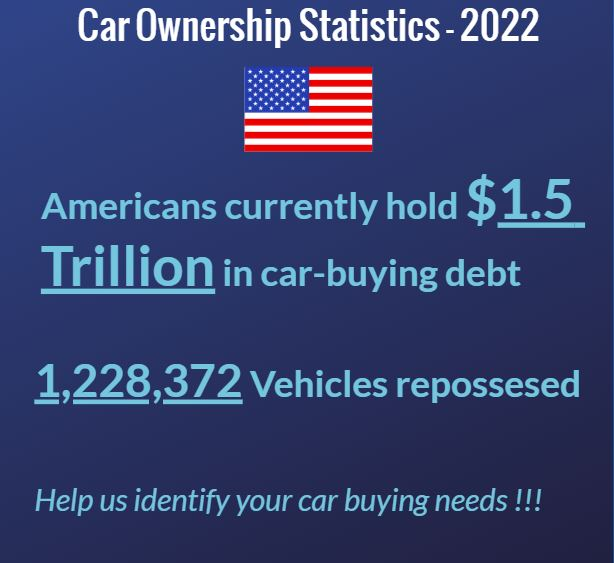 Car Ownership Statistics - 2022
Americans currently hold $1.5
Trillion in car-buying debt
1,228,372 Vehicles repossesed
Help us identify your car buying needs !!!